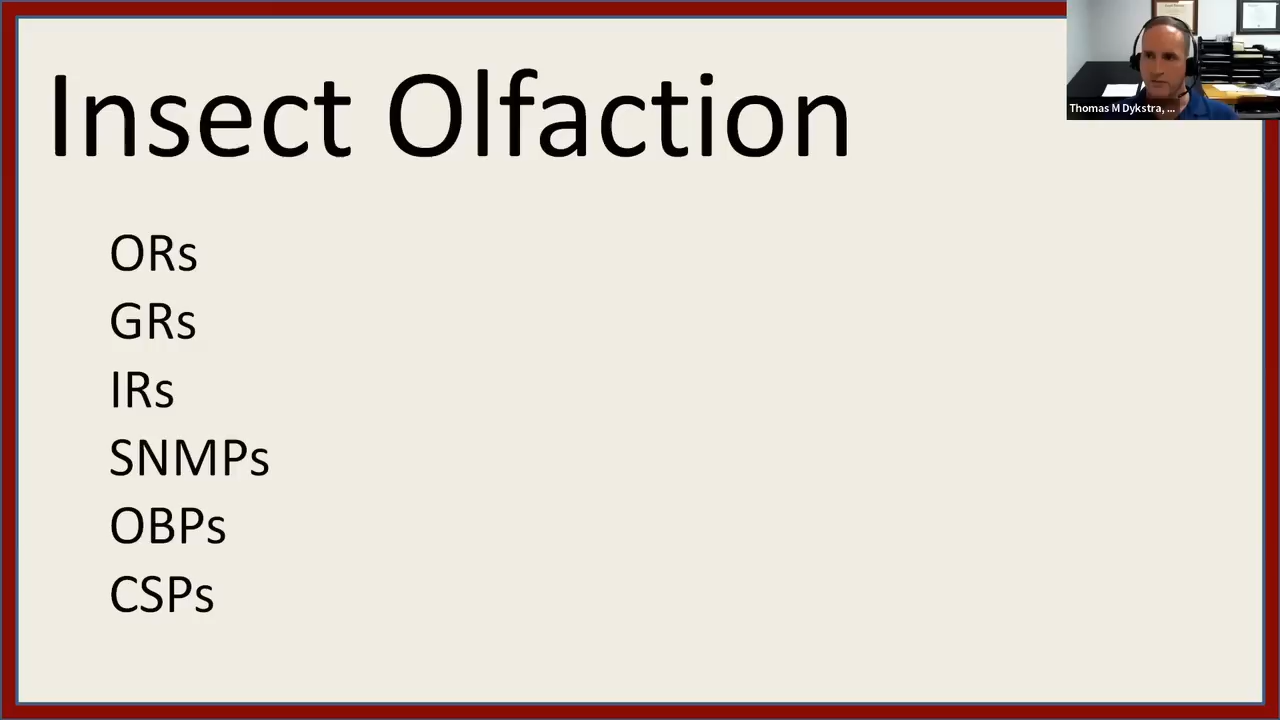 Insect Olfaction
Thomas M Dykstra, ...
ORs
GRs
IRs
SNMPs
OBPs
CSPs